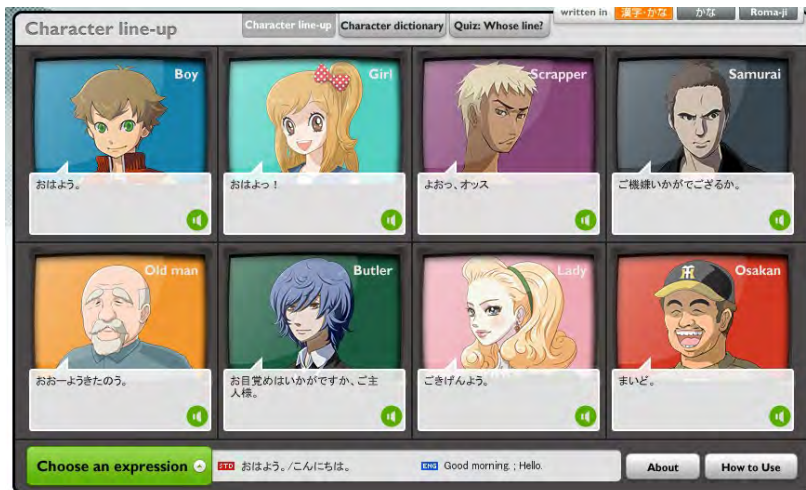 written in 漢字・かな かな Roma-ji
Character line-up
Character line-up Character dictionary Quiz: Whose line?
Boy
おはよう。
Girl
おはよっ！
Scrapper
よおっ、オッス
Samurai
ご機嫌いかがでござるか。
Old man
おおーようきたのう。
Butler
お目覚めはいかがですか、ご主
人様。
Lady
ごきげんよう。
Osakan
まいど。
Choose an expression
STD おはよう。/こんにちは。
ENG Good morning. ; Hello.
About
How to Use